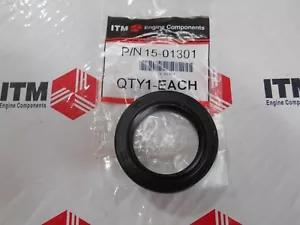 ITM Engine Components
P/N 15-01301
QTY1-EACH
ITM
Engine Components
ITM
Engine Components